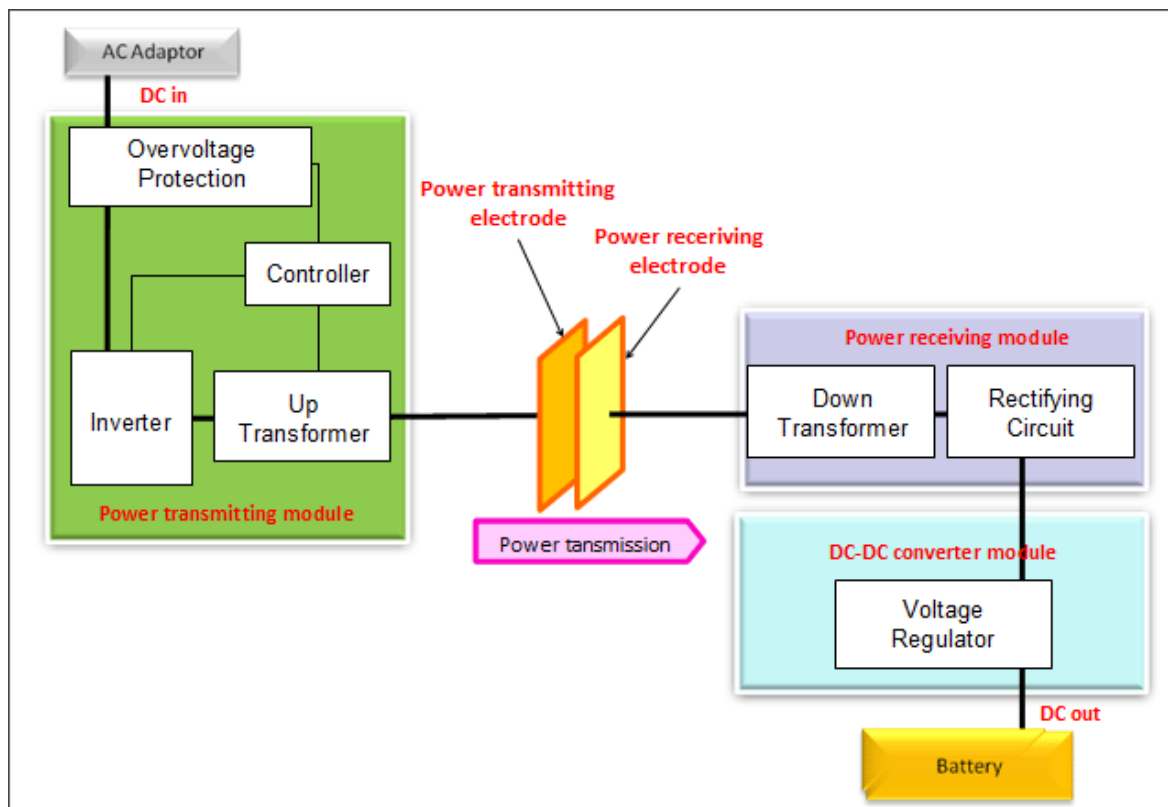 AC Adaptor
DC in
Overvoltage
Protection
Controller
Inverter
Up
Transformer
Power transmitting module
Power transmitting
electrode
Power receriving
electrode
Power tansmission
Power receiving module
Down
Transformer
Rectifying
Circuit
DC-DC converter module
Voltage
Regulator
DC out
Battery